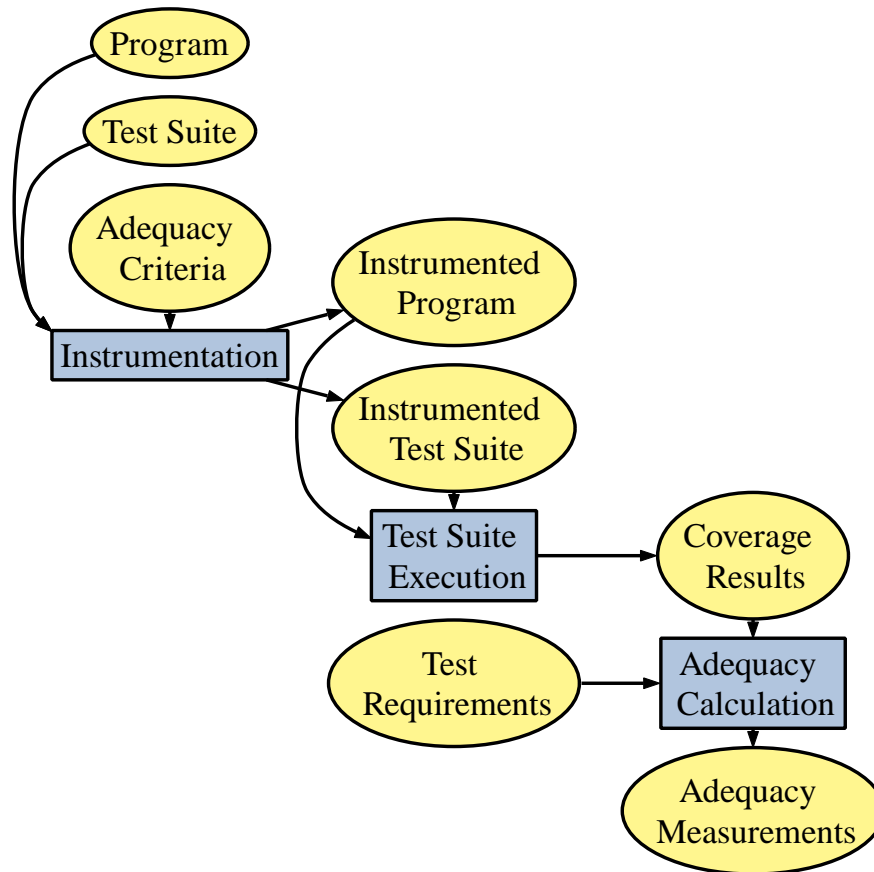 Program
Test Suite
Adequacy
Criteria
Instrumented
Program
Instrumentation
Instrumented
Test Suite
Test Suite
Execution
Coverage
Results
Test
Requirements
Adequacy
Calculation
Adequacy
Measurements